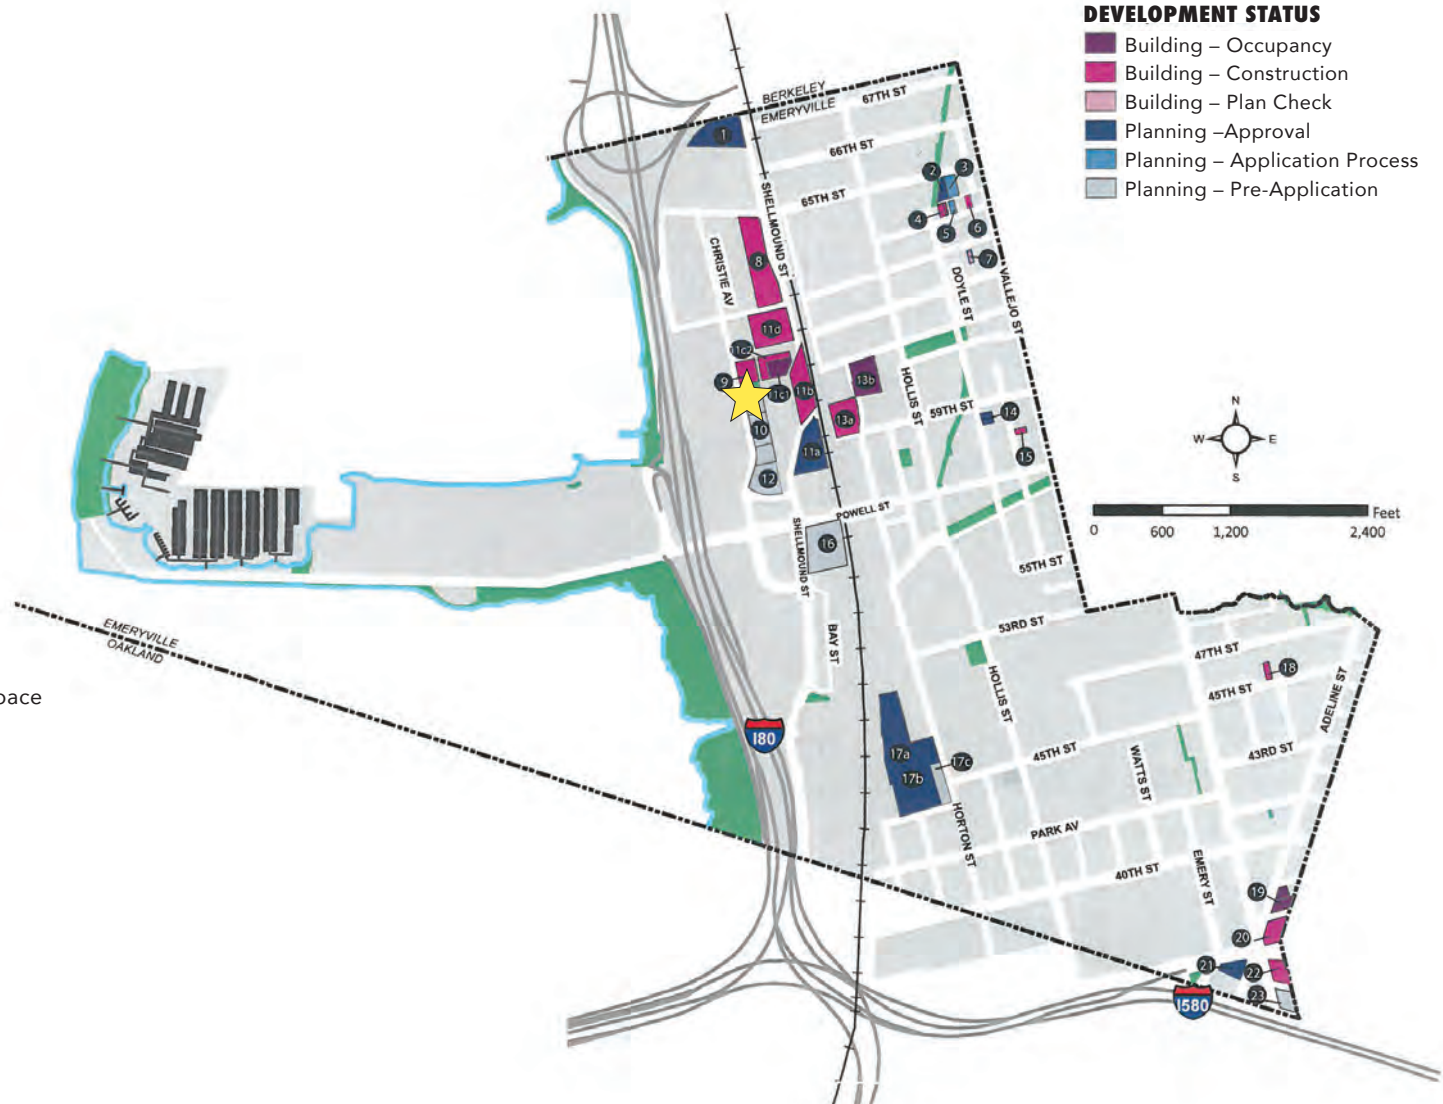 DEVELOPMENT STATUS
Building – Occupancy
Building – Construction
Building – Plan Check
Planning –Approval
Planning – Application Process
Planning – Pre-Application
BERKELEY
EMERYVILLE
67TH ST
66TH ST
65TH ST
1
2
3
4
5
6
7
SHELLMOUND ST
CHRISTIE AV
DOYLE ST
VALLEJO ST
8
11d
11c2
9
11c1
11b
13b
HOLLIS ST
13a
59TH ST
14
15
10
11a
12
N
W
E
S
POWELL ST
Feet
0
600
1,200
2,400
SHELLMOUND ST
16
55TH ST
EMERYVILLE
OAKLAND
BAY ST
53RD ST
47TH ST
18
45TH ST
ADELINE ST
HOLLIS ST
pace
I80
17a
17c
17b
45TH ST
WATTS ST
43RD ST
HORTON ST
PARK AV
40TH ST
EMERY ST
19
20
21
22
23
I580